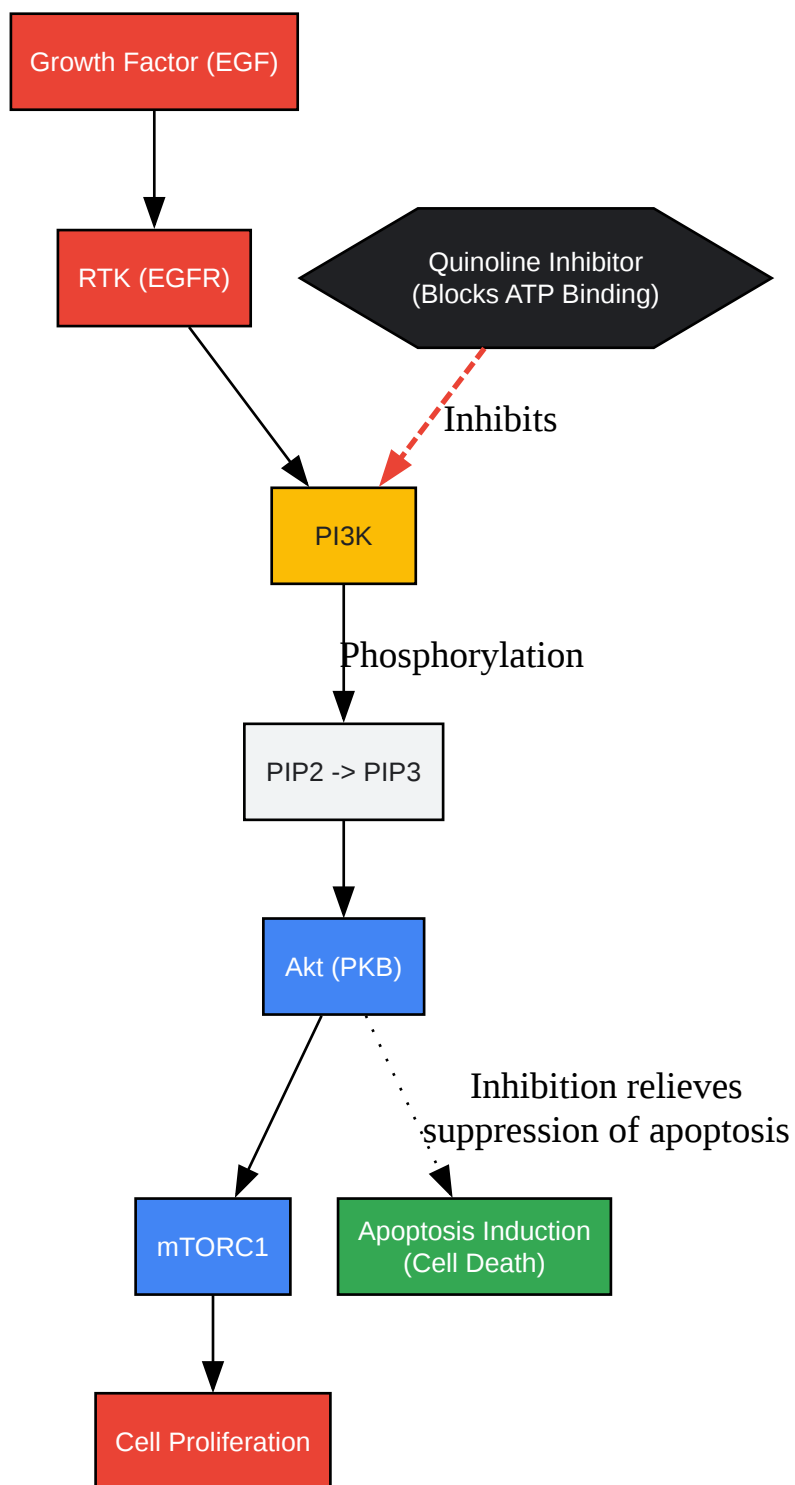 Growth Factor (EGF)
RTK (EGFR)
Quinoline Inhibitor
(Blocks ATP Binding)
Inhibits
PI3K
Phosphorylation
PIP2 -> PIP3
Akt (PKB)
Inhibition relieves
suppression of apoptosis
mTORC1
Apoptosis Induction
(Cell Death)
Cell Proliferation